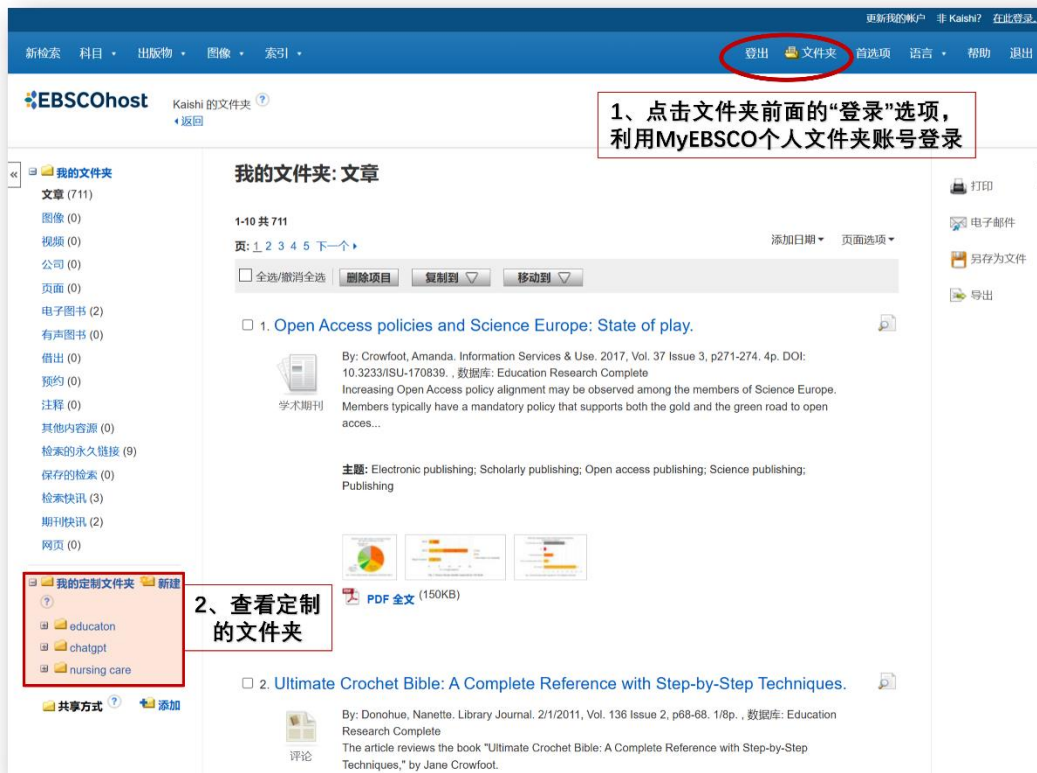 更新我的帐户 非 Kaishi? 在此登录.
新检索 科目 出版物 图像 索引 登出 文件夹 首选项 语言 帮助 退出
EBSCOhost
Kaishi 的文件夹 ?
返回
1、点击文件夹前面的“登录”选项，
利用MyEBSCO个人文件夹账号登录
«
我的文件夹
文章 (711)
图像 (0)
视频 (0)
公司 (0)
页面 (0)
电子图书 (2)
有声图书 (0)
借出 (0)
预约 (0)
注释 (0)
其他内容源 (0)
检索的永久链接 (9)
保存的检索 (0)
检索快讯 (3)
期刊快讯 (2)
网页 (0)
我的定制文件夹 新建
?
educaton
chatgpt
nursing care
共享方式 ? 添加
2、查看定制
的文件夹
我的文件夹: 文章
1-10 共 711
页: 1 2 3 4 5 下一个
添加日期 页面选项
全选/撤消全选 删除项目 复制到 移动到
1. Open Access policies and Science Europe: State of play.
学术期刊
By: Crowfoot, Amanda. Information Services & Use. 2017, Vol. 37 Issue 3, p271-274. 4p. DOI:
10.3233/ISU-170839. , 数据库: Education Research Complete
Increasing Open Access policy alignment may be observed among the members of Science Europe.
Members typically have a mandatory policy that supports both the gold and the green road to open
acces...
主题: Electronic publishing; Scholarly publishing; Open access publishing; Science publishing;
Publishing
PDF 全文 (150KB)
2. Ultimate Crochet Bible: A Complete Reference with Step-by-Step Techniques.
评论
By: Donohue, Nanette. Library Journal. 2/1/2011, Vol. 136 Issue 2, p68-68. 1/8p. , 数据库: Education
Research Complete
The article reviews the book "Ultimate Crochet Bible: A Complete Reference with Step-by-Step
Techniques," by Jane Crowfoot.
打印
电子邮件
另存为文件
导出